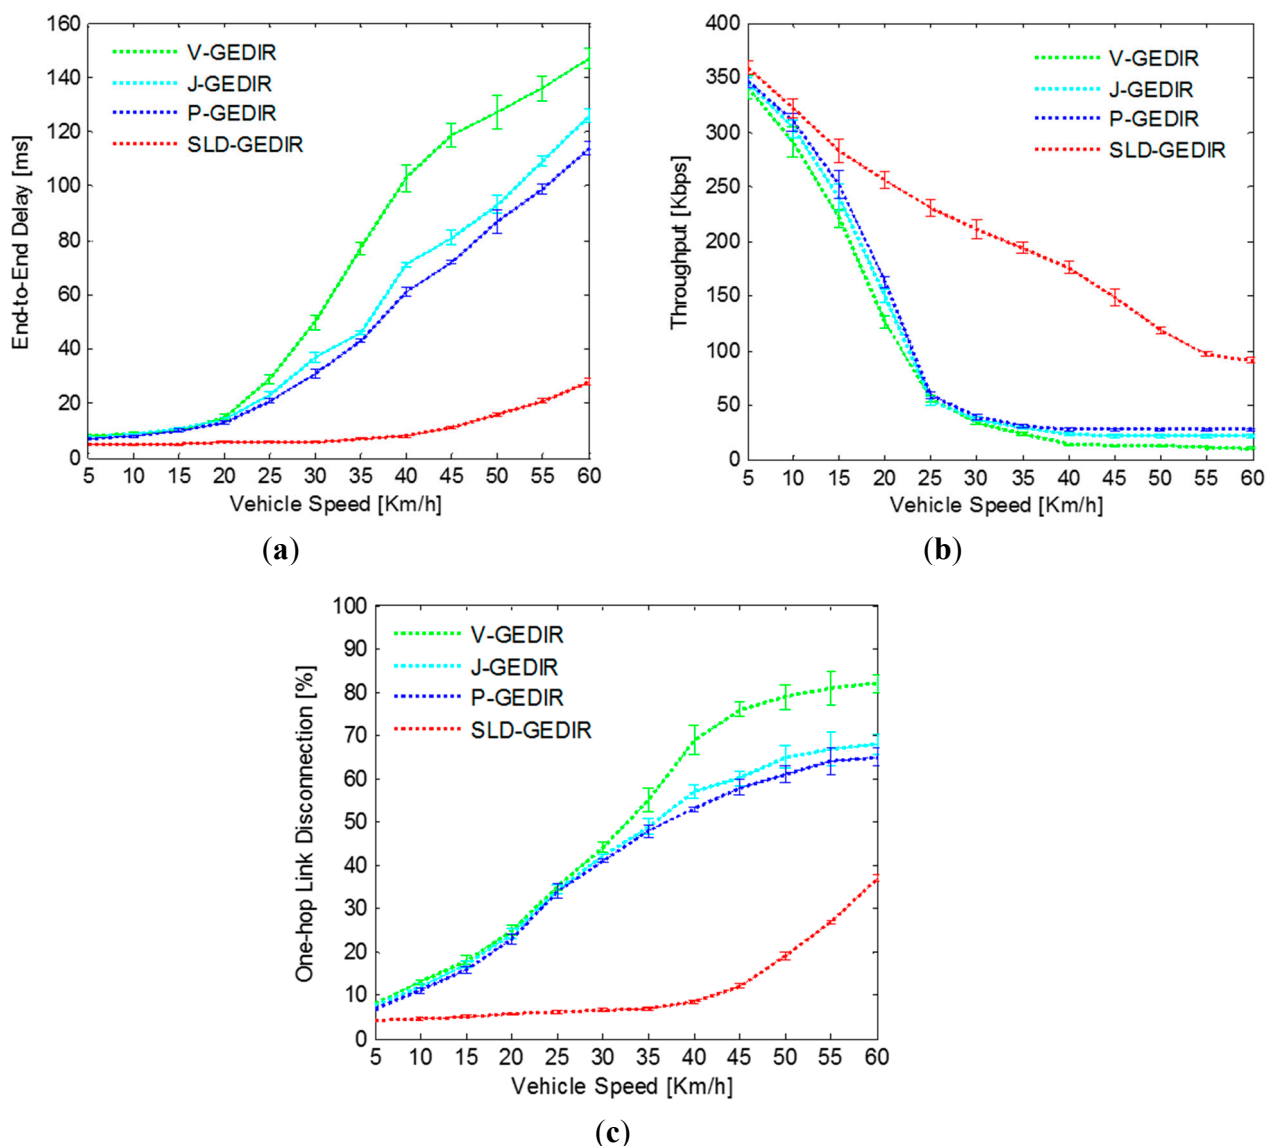 160
140
120
100
80
60
40
20
0
End-to-End Delay [ms]
V-GEDIR
J-GEDIR
P-GEDIR
SLD-GEDIR
5 10 15 20 25 30 35 40 45 50 55 60
Vehicle Speed [Km/h]
(a)
400
350
300
250
200
150
100
50
0
Throughput [Kbps]
V-GEDIR
J-GEDIR
P-GEDIR
SLD-GEDIR
5 10 15 20 25 30 35 40 45 50 55 60
Vehicle Speed [Km/h]
(b)
100
90
80
70
60
50
40
30
20
10
0
One-hop Link Disconnection [%]
V-GEDIR
J-GEDIR
P-GEDIR
SLD-GEDIR
5 10 15 20 25 30 35 40 45 50 55 60
Vehicle Speed [Km/h]
(c)